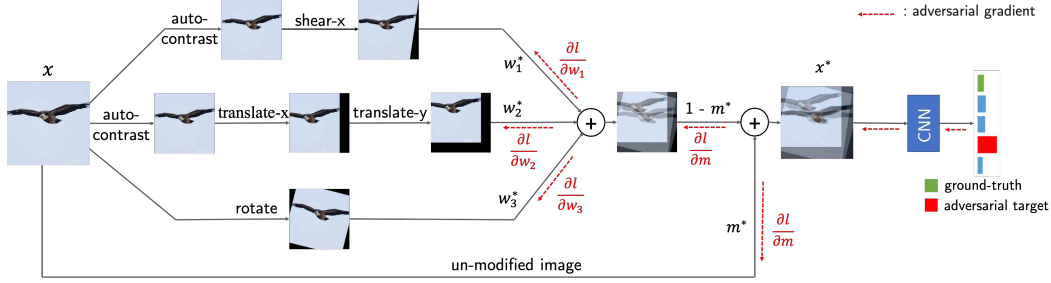 : adversarial gradient
auto-
contrast
shear-x
x
w₁*
∂l
∂w₁
x*
auto-
contrast
translate-x
translate-y
w₂*
∂l
∂w₂
+
1 - m*
∂l
∂m
+
CNN
rotate
w₃*
∂l
∂w₃
m*
∂l
∂m
ground-truth
adversarial target
un-modified image